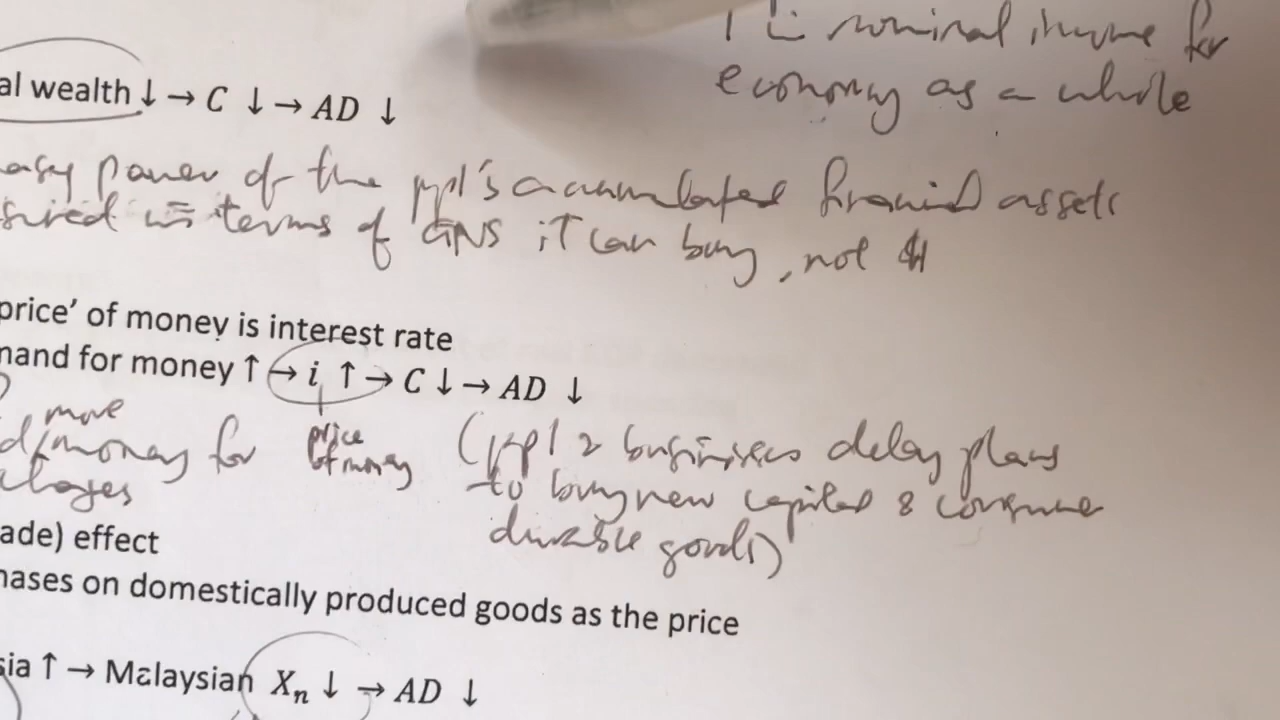 ↑ in nominal income for
economy as a whole
al wealth ↓ → C ↓ → AD ↓
power of the ppl's accumulated financial assets
in terms of GNS it can buy, not $
price' of money is interest rate
mand for money ↑ → i ↑ → C ↓ → AD ↓
more
money for
price
of money
(ppl & businesses delay plans
to buy new capital & consumer
durable goods)
ade) effect
hases on domestically produced goods as the price
sia ↑ → Malaysian Xn ↓ → AD ↓